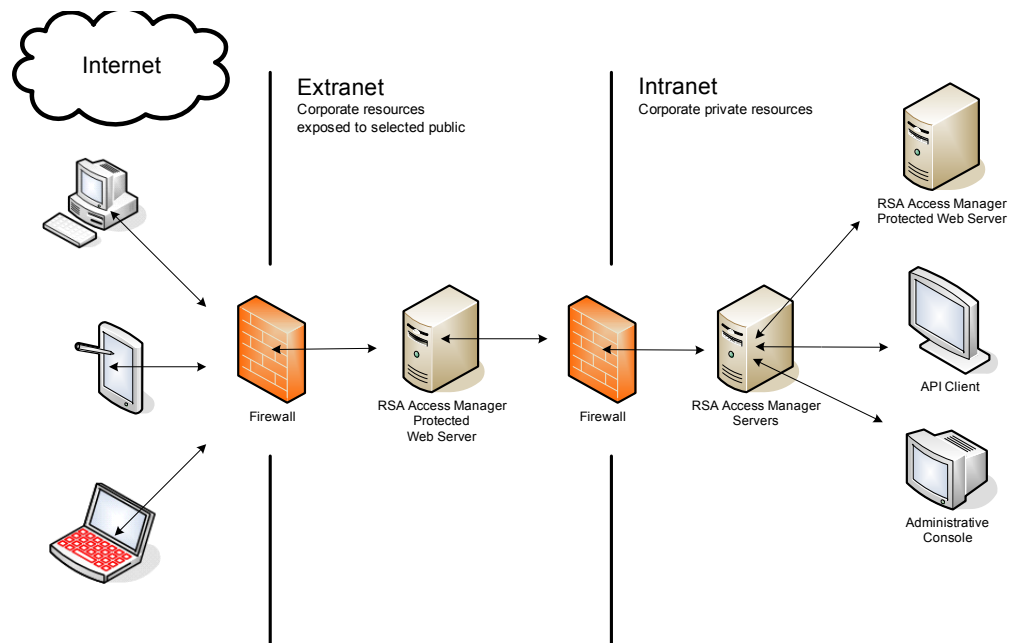 Internet
Extranet
Corporate resources
exposed to selected public
Intranet
Corporate private resources
RSA Access Manager
Protected Web Server
Firewall
RSA Access Manager
Protected
Web Server
Firewall
RSA Access Manager
Servers
API Client
Administrative
Console